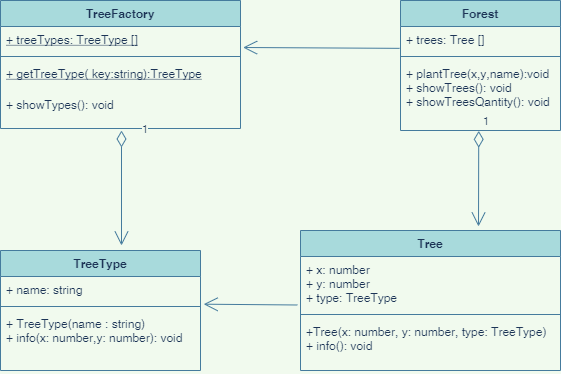 TreeFactory
+ treeTypes: TreeType []
+ getTreeType( key:string):TreeType
+ showTypes(): void
1
Forest
+ trees: Tree []
+ plantTree(x,y,name):void
+ showTrees(): void
+ showTreesQantity(): void
1
TreeType
+ name: string
+ TreeType(name : string)
+ info(x: number,y: number): void
Tree
+ x: number
+ y: number
+ type: TreeType
+Tree(x: number, y: number, type: TreeType)
+ info(): void